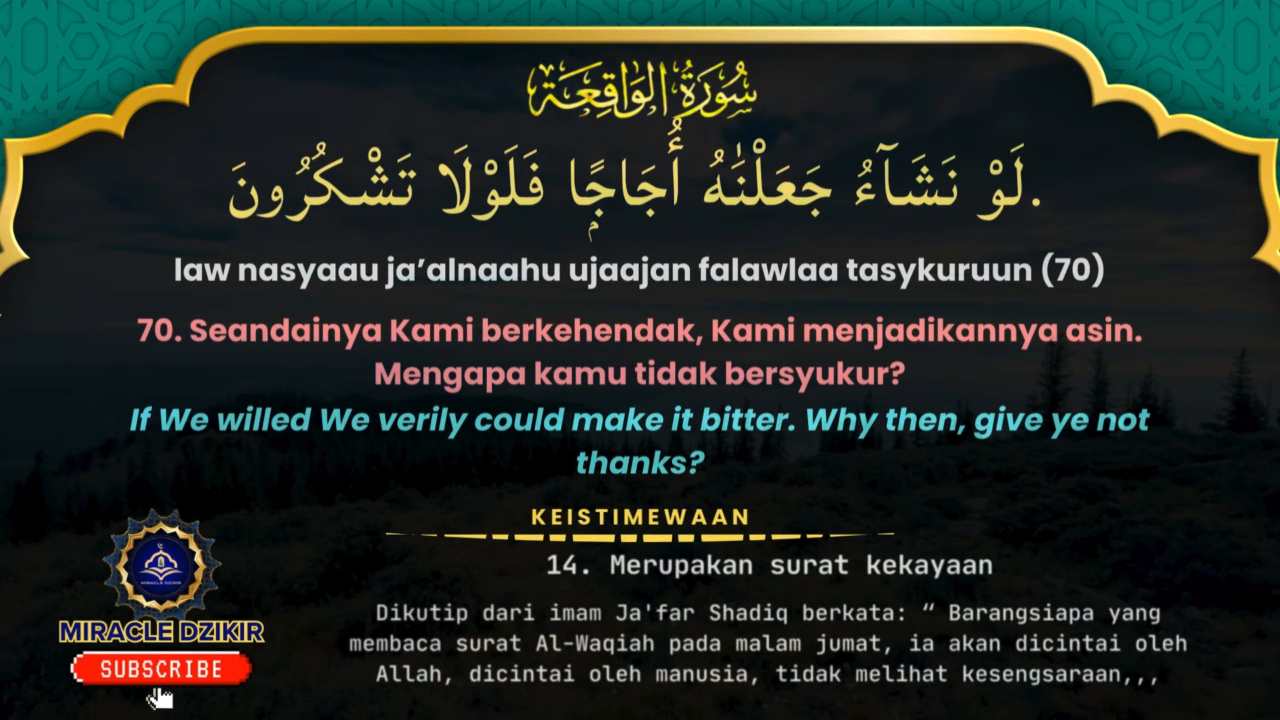 سُورَةُ الوَاقِعَة
لَوْ نَشَآءُ جَعَلْنٰهُ أُجَاجًۭا فَلَوْلَا تَشْكُرُونَ.
law nasyaau ja’alnaahu ujaajan falawlaa tasykuruun (70)
70. Seandainya Kami berkehendak, Kami menjadikannya asin.
Mengapa kamu tidak bersyukur?
If We willed We verily could make it bitter. Why then, give ye not
thanks?
KEISTIMEWAAN
14. Merupakan surat kekayaan
Dikutip dari imam Ja'far Shadiq berkata: “ Barangsiapa yang
membaca surat Al-Waqiah pada malam jumat, ia akan dicintai oleh
Allah, dicintai oleh manusia, tidak melihat kesengsaraan,,,
MIRACLE DZIKIR
MIRACLE DZIKIR
SUBSCRIBE